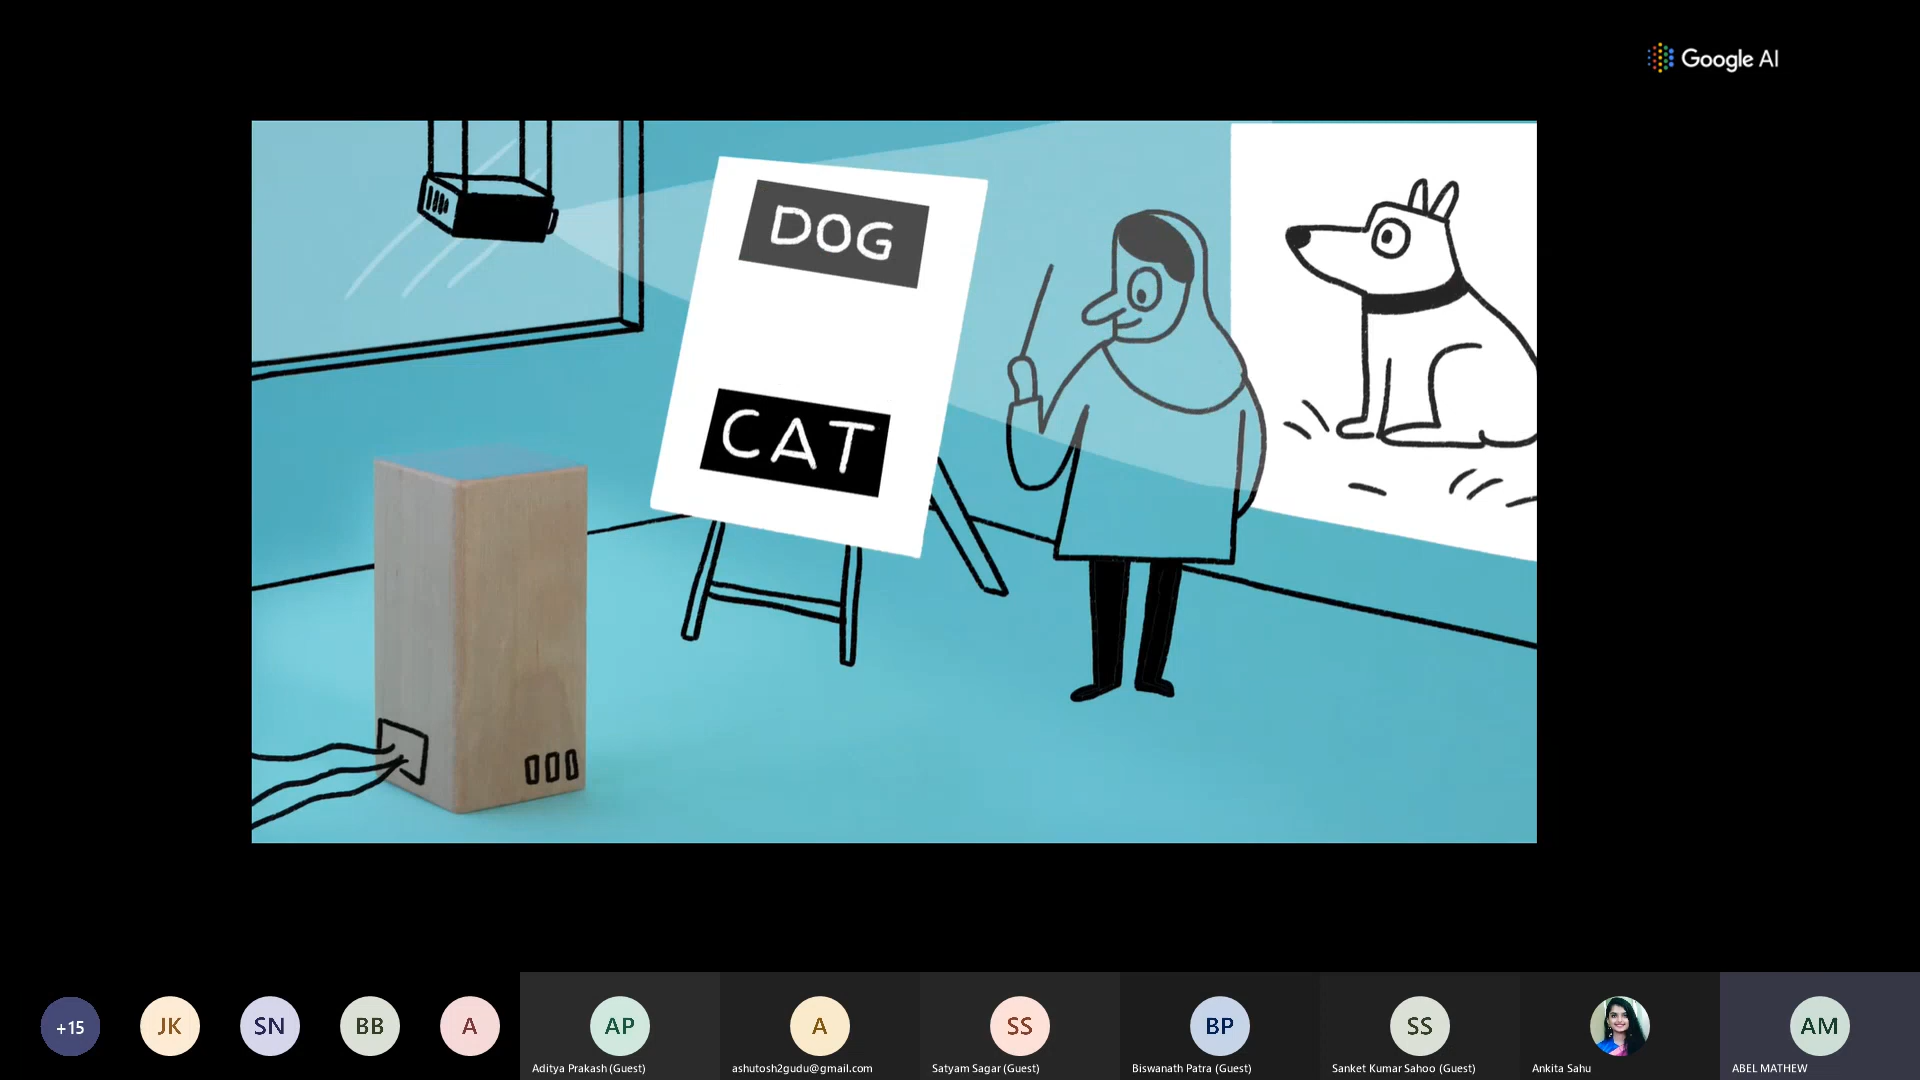 Google AI
DOG
CAT
+15
JK
SN
BB
A
AP
A
SS
BP
SS
AM
Aditya Prakash (Guest)
ashutosh2gudu@gmail.com
Satyam Sagar (Guest)
Biswanath Patra (Guest)
Sanket Kumar Sahoo (Guest)
Ankita Sahu
ABEL MATHEW